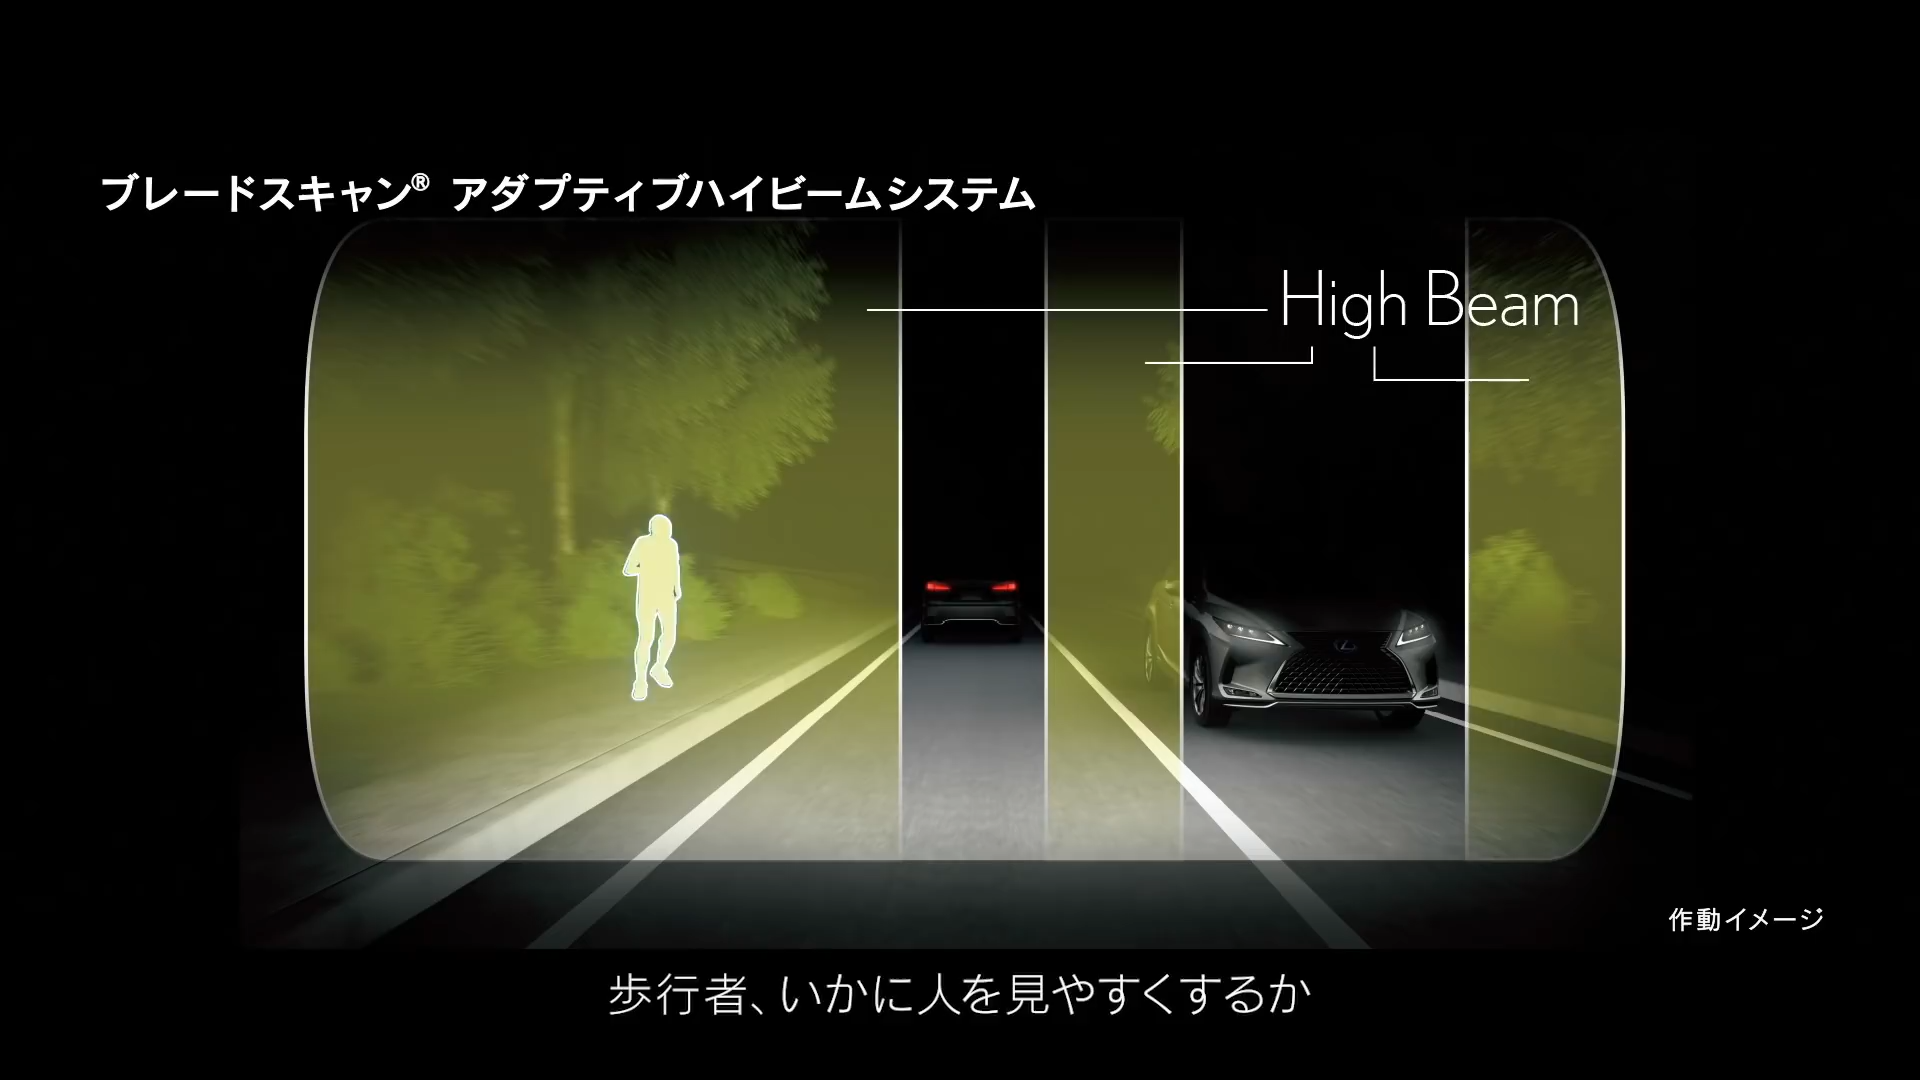 ブレードスキャン® アダプティブハイビームシステム
High Beam
作動イメージ
歩行者、いかに人を見やすくするか